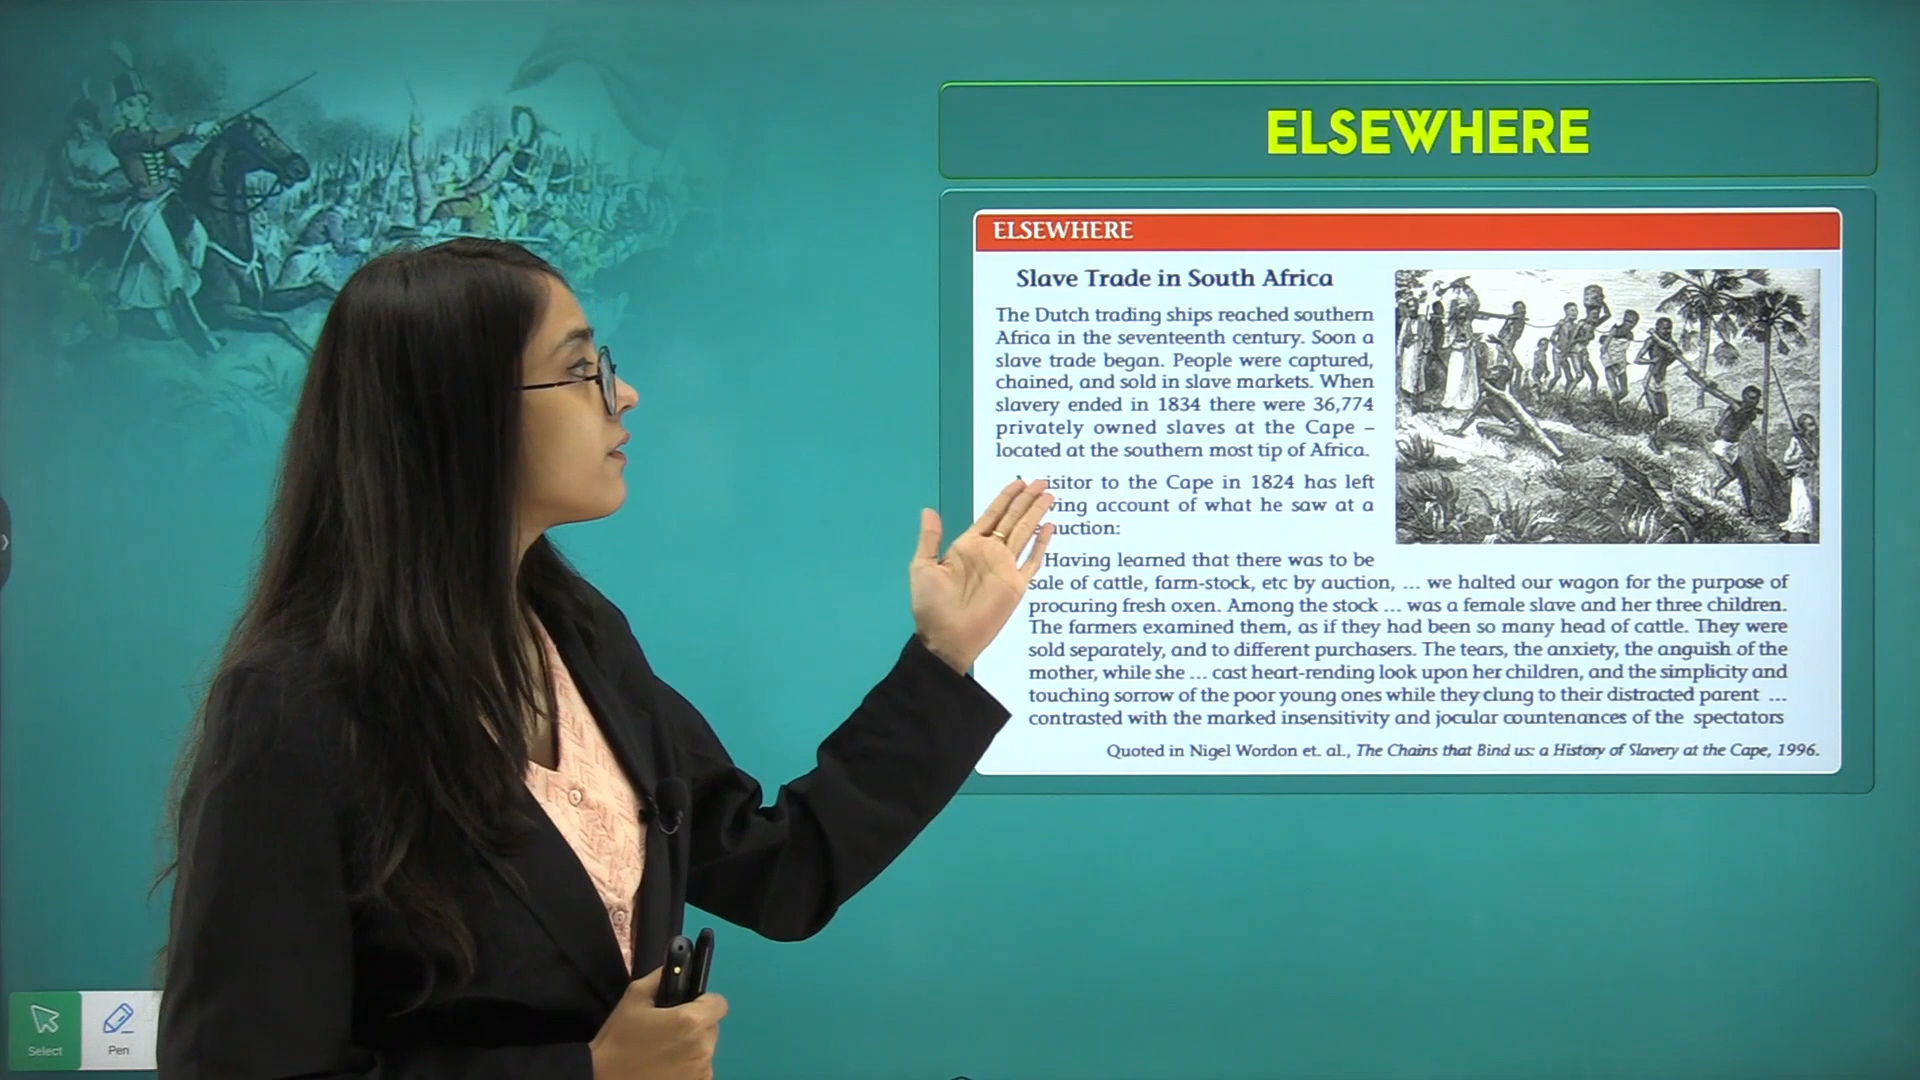 ELSEWHERE
ELSEWHERE
Slave Trade in South Africa
The Dutch trading ships reached southern
Africa in the seventeenth century. Soon a
slave trade began. People were captured,
chained, and sold in slave markets. When
slavery ended in 1834 there were 36,774
privately owned slaves at the Cape –
located at the southern most tip of Africa.
to the Cape in 1824 has left
account of what he saw at a
Having learned that there was to be
sale of cattle, farm-stock, etc by auction, ... we halted our wagon for the purpose of
procuring fresh oxen. Among the stock ... was a female slave and her three children.
The farmers examined them, as if they had been so many head of cattle. They were
sold separately, and to different purchasers. The tears, the anxiety, the anguish of the
mother, while she ... cast heart-rending look upon her children, and the simplicity and
touching sorrow of the poor young ones while they clung to their distracted parent ...
contrasted with the marked insensitivity and jocular countenances of the spectators
Quoted in Nigel Wordon et. al., The Chains that Bind us: a History of Slavery at the Cape, 1996.
Select
Pen